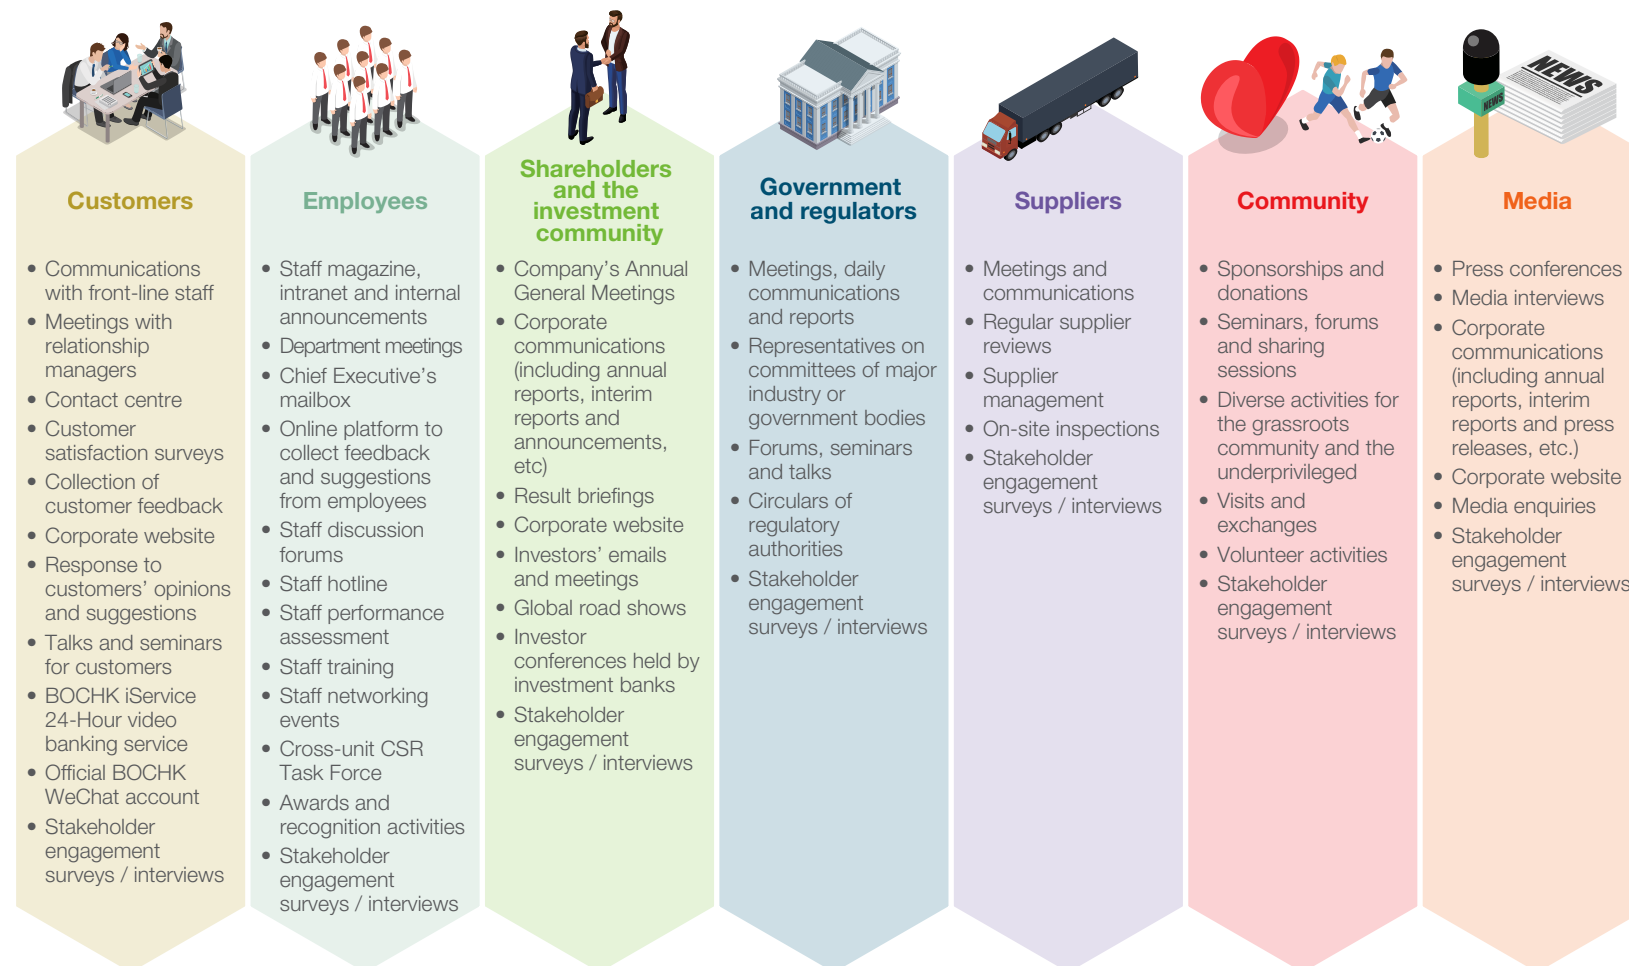 NEWS
NEWS
Customers
• Communications
with front-line staff
• Meetings with
relationship
managers
• Contact centre
• Customer
satisfaction surveys
• Collection of
customer feedback
• Corporate website
• Response to
customers’ opinions
and suggestions
• Talks and seminars
for customers
• BOCHK iService
24-Hour video
banking service
• Official BOCHK
WeChat account
• Stakeholder
engagement
surveys / interviews
Employees
• Staff magazine,
intranet and internal
announcements
• Department meetings
• Chief Executive’s
mailbox
• Online platform to
collect feedback
and suggestions
from employees
• Staff discussion
forums
• Staff hotline
• Staff performance
assessment
• Staff training
• Staff networking
events
• Cross-unit CSR
Task Force
• Awards and
recognition activities
• Stakeholder
engagement
surveys / interviews
Shareholders
and the
investment
community
• Company’s Annual
General Meetings
• Corporate
communications
(including annual
reports, interim
reports and
announcements,
etc)
• Result briefings
• Corporate website
• Investors’ emails
and meetings
• Global road shows
• Investor
conferences held by
investment banks
• Stakeholder
engagement
surveys / interviews
Government
and regulators
• Meetings, daily
communications
and reports
• Representatives on
committees of major
industry or
government bodies
• Forums, seminars
and talks
• Circulars of
regulatory
authorities
• Stakeholder
engagement
surveys / interviews
Suppliers
• Meetings and
communications
• Regular supplier
reviews
• Supplier
management
• On-site inspections
• Stakeholder
engagement
surveys / interviews
Community
• Sponsorships and
donations
• Seminars, forums
and sharing
sessions
• Diverse activities for
the grassroots
community and the
underprivileged
• Visits and
exchanges
• Volunteer activities
• Stakeholder
engagement
surveys / interviews
Media
• Press conferences
• Media interviews
• Corporate
communications
(including annual
reports, interim
reports and press
releases, etc.)
• Corporate website
• Media enquiries
• Stakeholder
engagement
surveys / interviews